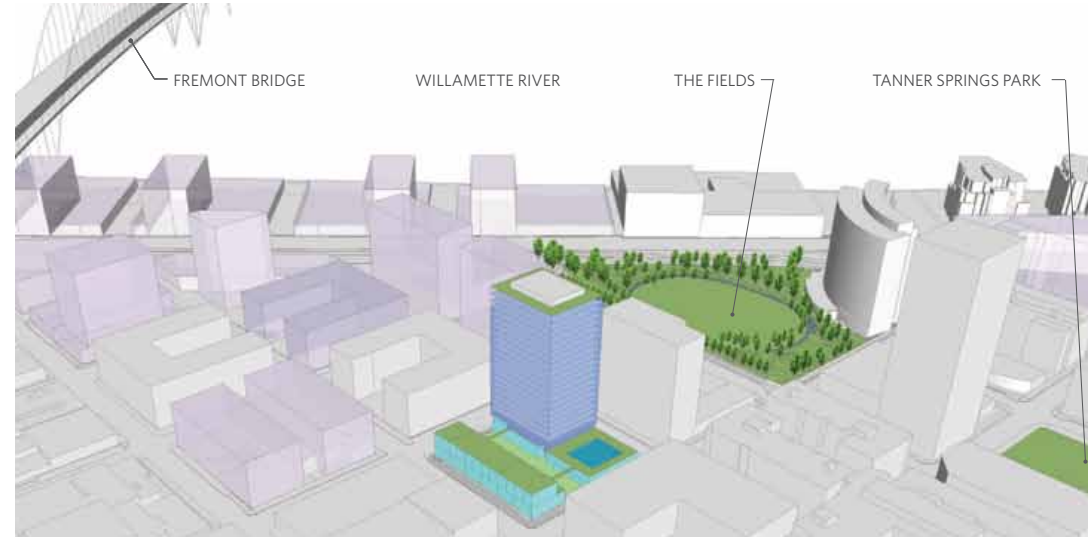 FREMONT BRIDGE
WILLAMETTE RIVER
THE FIELDS
TANNER SPRINGS PARK